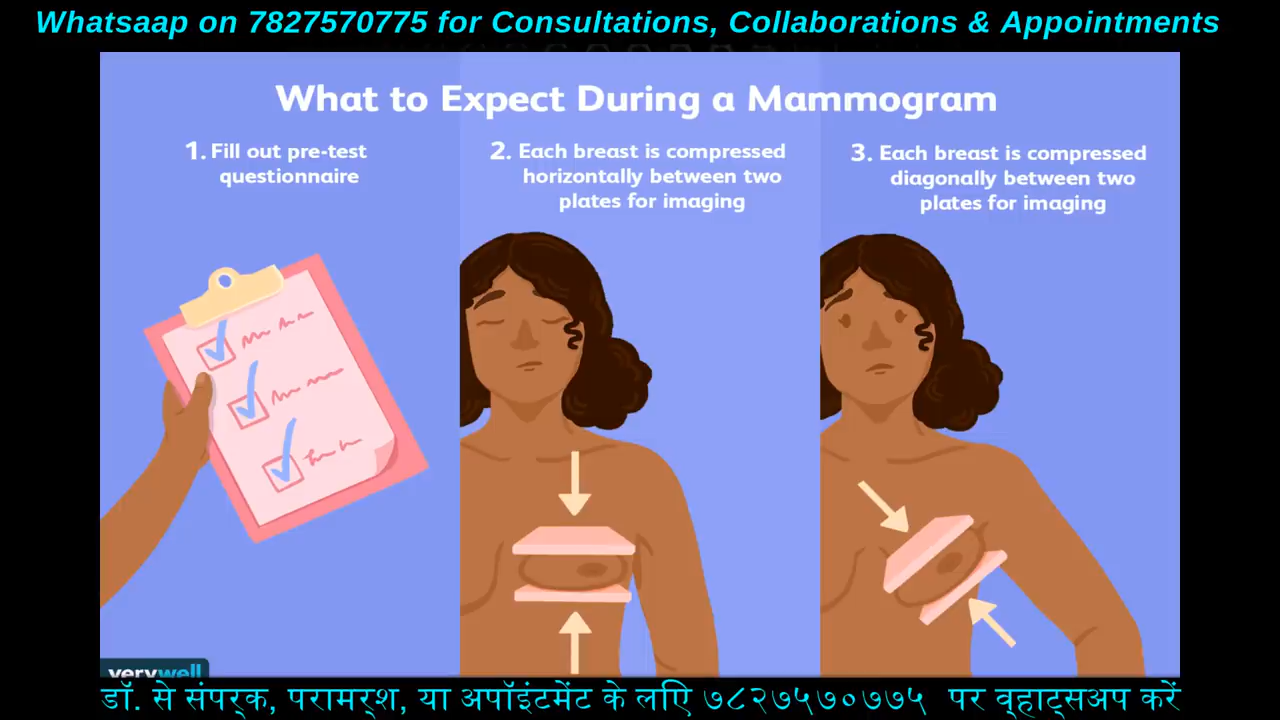 Whatsaap on 7827570775 for Consultations, Collaborations & Appointments
What to Expect During a Mammogram
1. Fill out pre-test
questionnaire
2. Each breast is compressed
horizontally between two
plates for imaging
3. Each breast is compressed
diagonally between two
plates for imaging
verywell
डॉ. से संपर्क, परामर्श, या अपॉइंटमेंट के लिए ७८२७५७०७७५ पर व्हाट्सअप करें